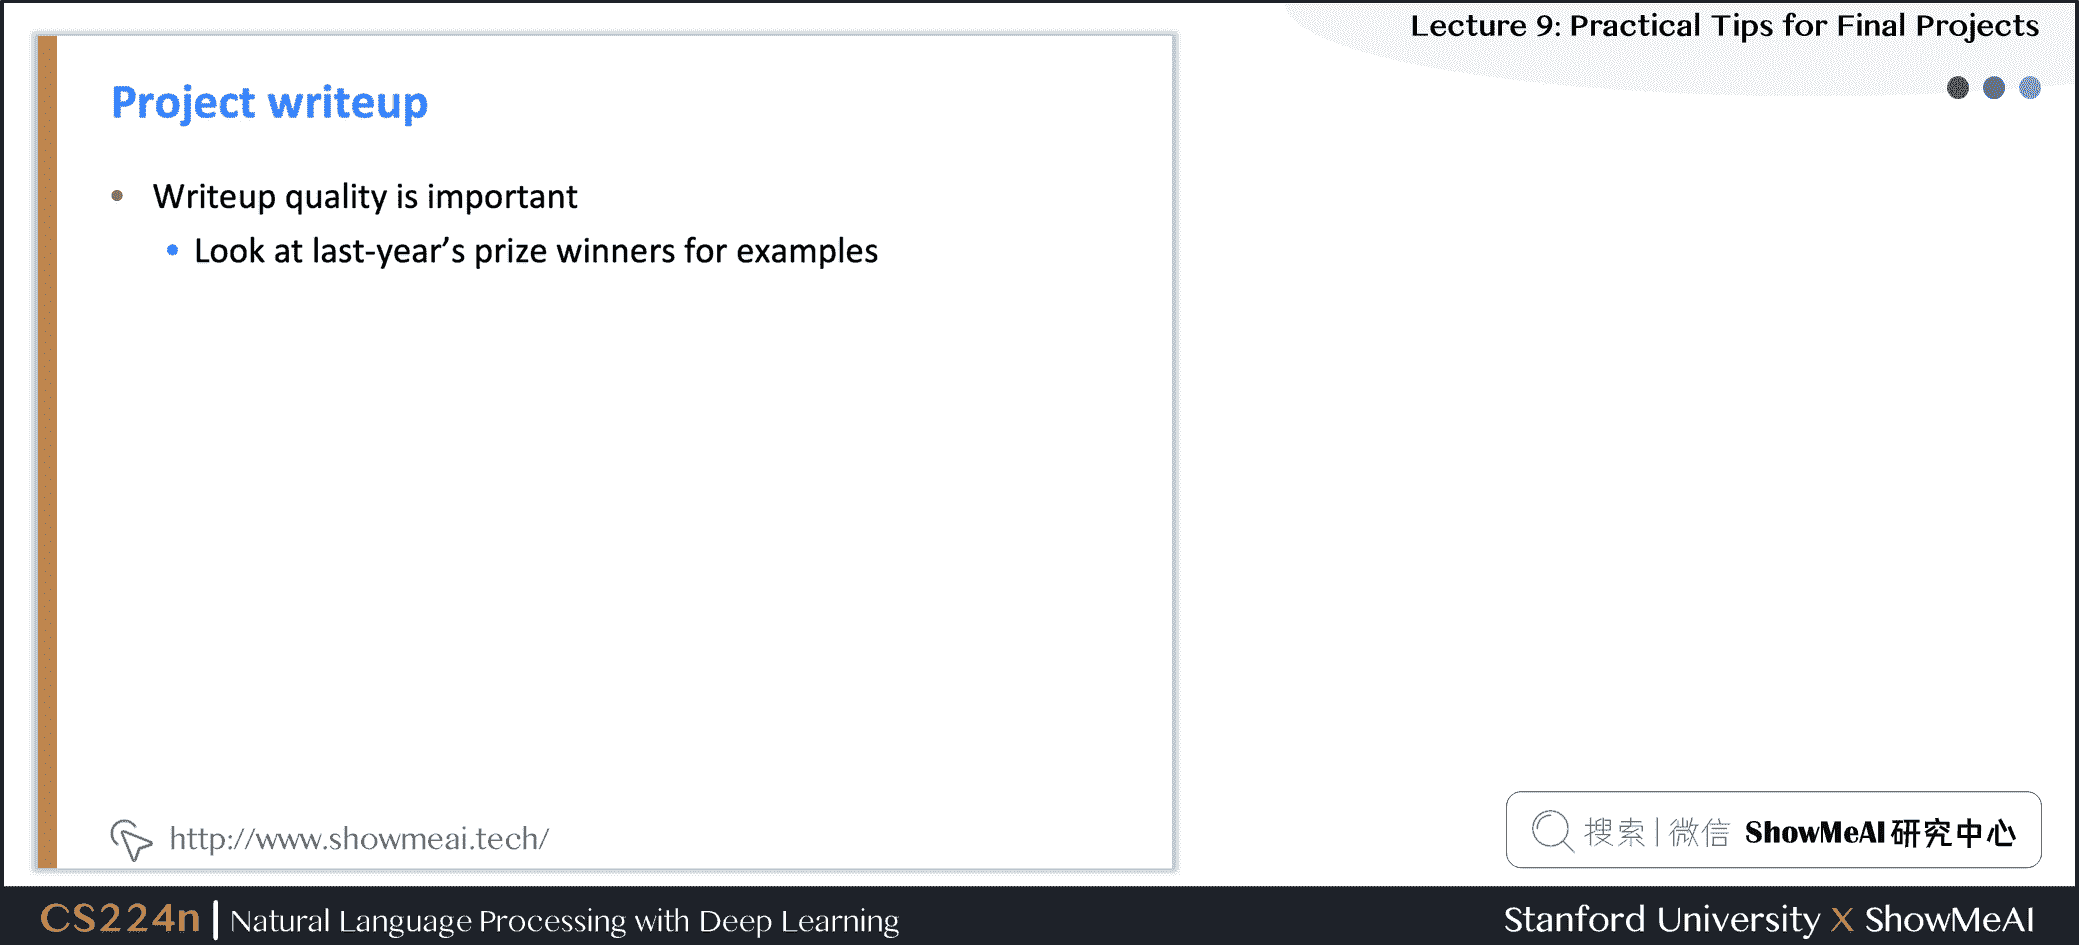 Lecture 9: Practical Tips for Final Projects
Project writeup
• Writeup quality is important
• Look at last-year’s prize winners for examples
http://www.showmeai.tech/
搜索 | 微信 ShowMeAI 研究中心
CS224n | Natural Language Processing with Deep Learning
Stanford University X ShowMeAI